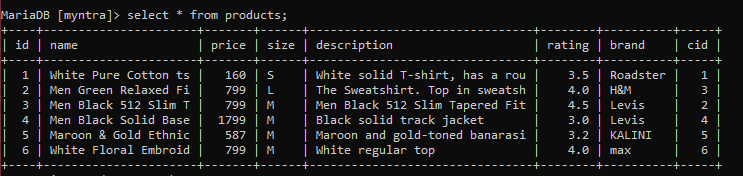 MariaDB [myntra]> select * from products;
+----+----------------------+-------+------+--------------------------------+--------+----------+-----+
| id | name | price | size | description | rating | brand | cid |
+----+----------------------+-------+------+--------------------------------+--------+----------+-----+
| 1 | White Pure Cotton ts | 160 | S | White solid T-shirt, has a rou | 3.5 | Roadster | 1 |
| 2 | Men Green Relaxed Fi | 799 | L | The Sweatshirt. Top in sweatsh | 4.0 | H&M | 3 |
| 3 | Men Black 512 Slim T | 799 | M | Men Black 512 Slim Tapered Fit | 4.5 | Levis | 2 |
| 4 | Men Black Solid Base | 1799 | M | Black solid track jacket | 3.0 | Levis | 4 |
| 5 | Maroon & Gold Ethnic | 587 | M | Maroon and gold-toned banarasi | 3.2 | KALINI | 5 |
| 6 | White Floral Embroid | 799 | M | White regular top | 4.0 | max | 6 |
+----+----------------------+-------+------+--------------------------------+--------+----------+-----+